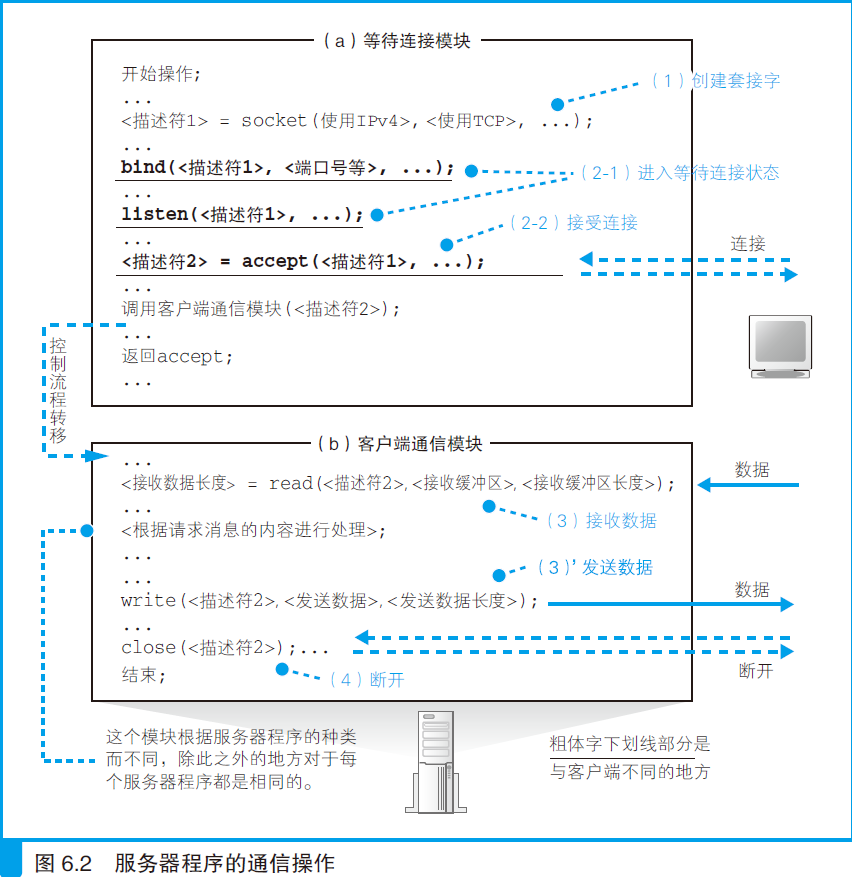 （a）等待连接模块
开始操作;
（1）创建套接字
...
<描述符1> = socket(使用IPv4>,<使用TCP>, ...);
...
bind(<描述符1>, <端口号等>, ...);
（2-1）进入等待连接状态
...
listen(<描述符1>, ...);
（2-2）接受连接
...
连接
<描述符2> = accept(<描述符1>, ...);
...
调用客户端通信模块(<描述符2>);
...
返回accept;
...
控制流程转移
（b）客户端通信模块
...
数据
<接收数据长度> = read(<描述符2>,<接收缓冲区>,<接收缓冲区长度>);
...
（3）接收数据
<根据请求消息的内容进行处理>;
...
...
（3）’发送数据
数据
write(<描述符2>,<发送数据>,<发送数据长度>);
...
close(<描述符2>);...
断开
结束;
（4）断开
这个模块根据服务器程序的种类
而不同，除此之外的地方对于每
个服务器程序都是相同的。
粗体字下划线部分是
与客户端不同的地方
图 6.2 服务器程序的通信操作